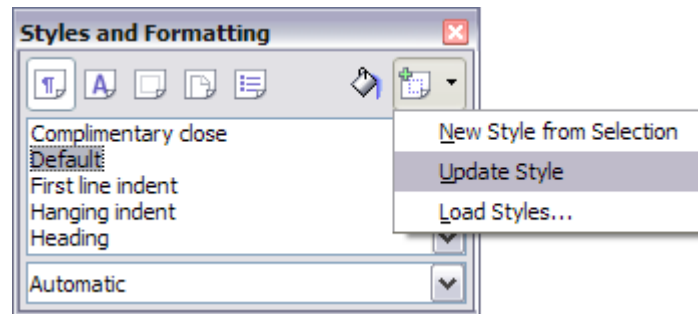 Styles and Formatting
Complimentary close
Default
First line indent
Hanging indent
Heading
Automatic
New Style from Selection
Update Style
Load Styles...